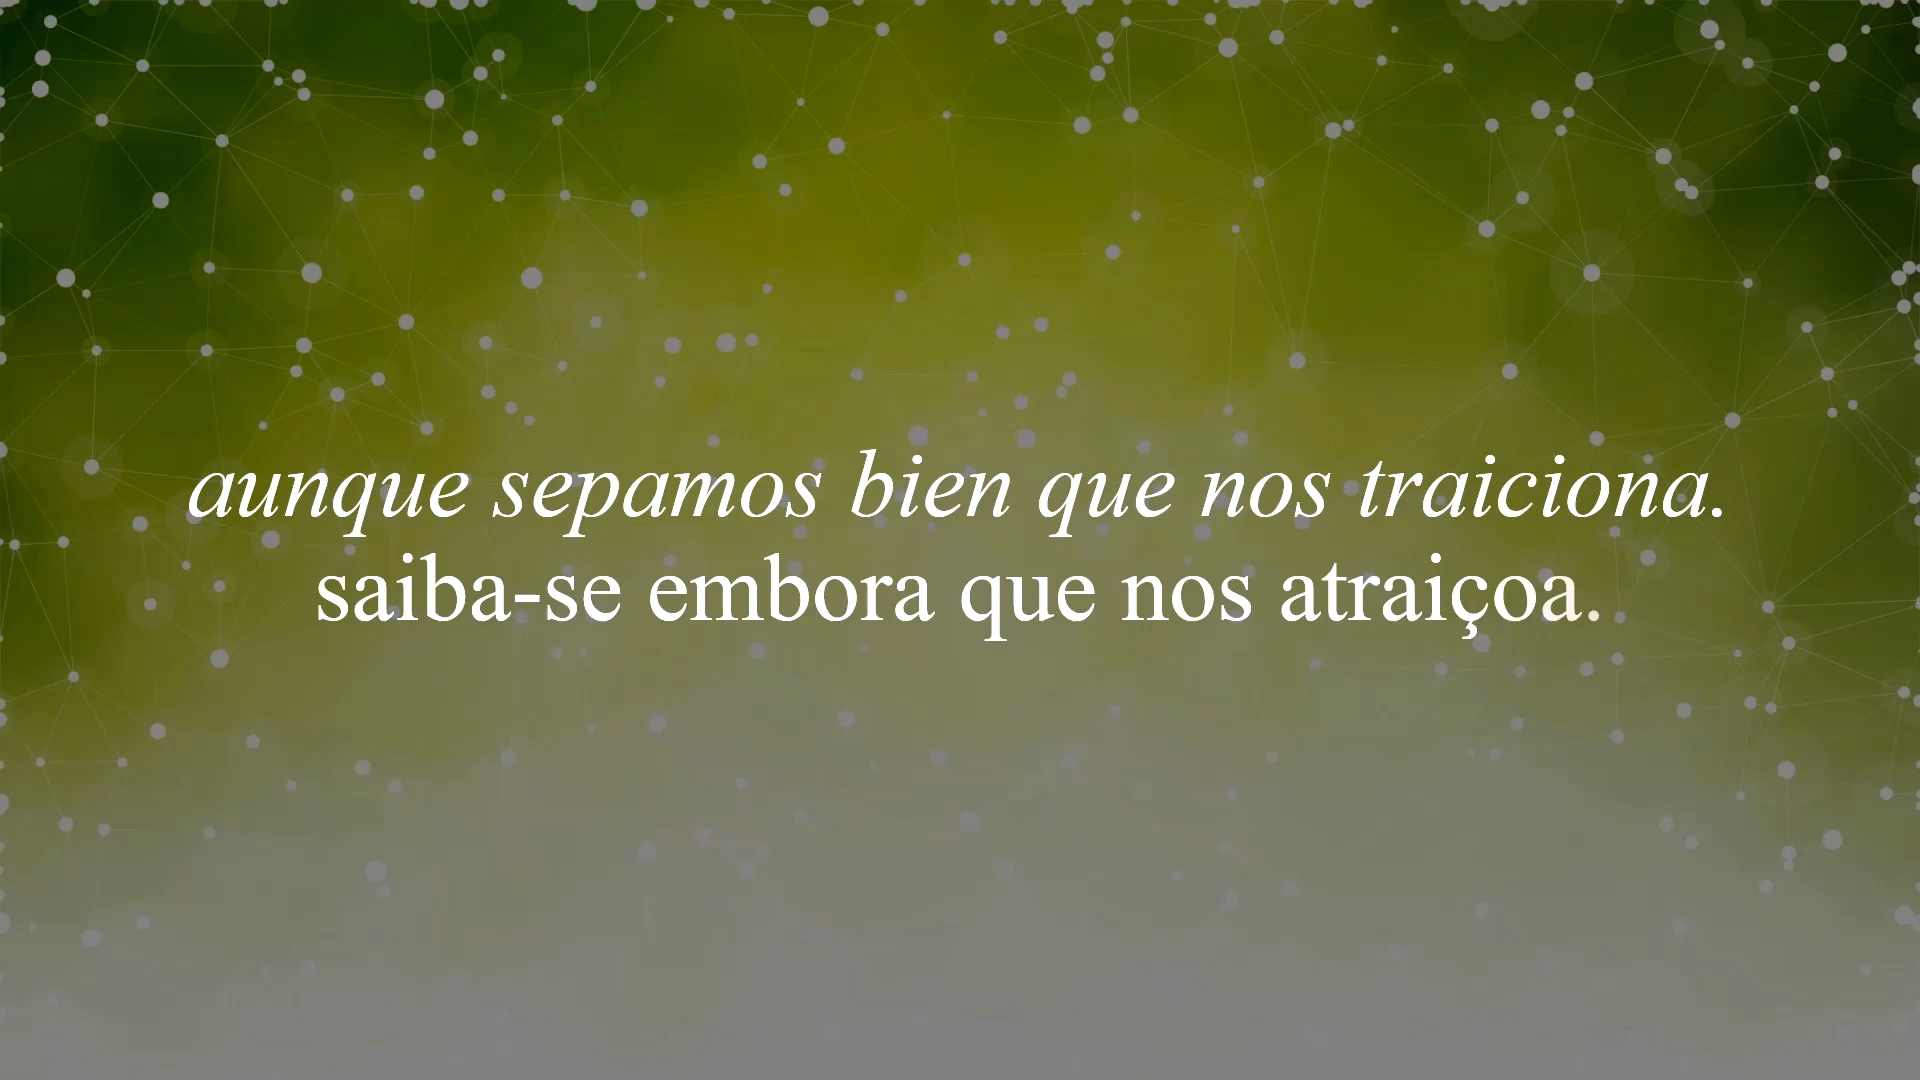 aunque sepamos bien que nos traiciona.
saiba-se embora que nos atraiçoa.